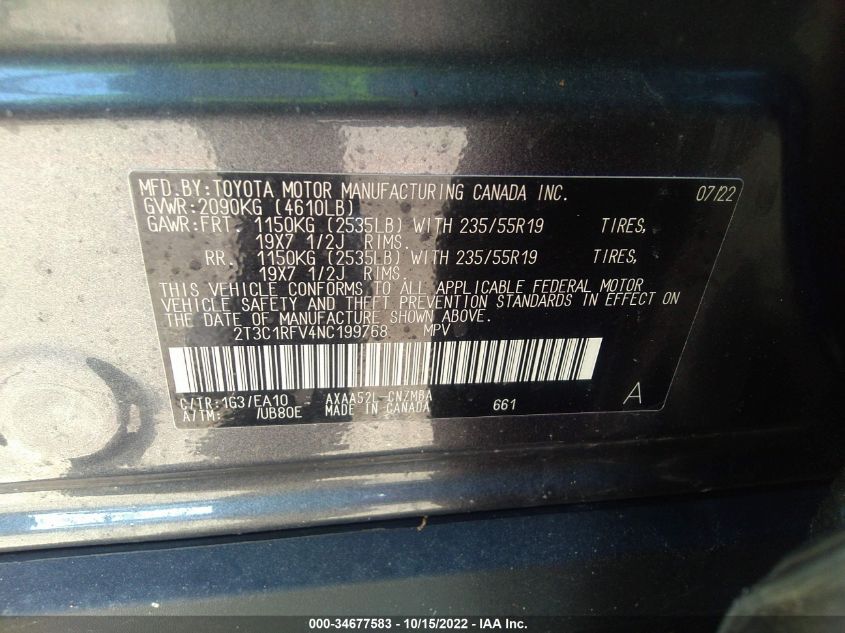 MFD.BY:TOYOTA MOTOR MANUFACTURING CANADA INC. 07/22
GVWR:2090KG (4610LB)
GAWR:FRT. 1150KG (2535LB) WITH 235/55R19 TIRES,
19X7 1/2J RIMS.
RR. 1150KG (2535LB) WITH 235/55R19 TIRES,
19X7 1/2J RIMS.
THIS VEHICLE CONFORMS TO ALL APPLICABLE FEDERAL MOTOR
VEHICLE SAFETY AND THEFT PREVENTION STANDARDS IN EFFECT ON
THE DATE OF MANUFACTURE SHOWN ABOVE.
2T3C1RFV4NC199768 MPV
C/TR:1G3/EA10 AXAA52L-CNZMBA
A/TM: /UB80E MADE IN CANADA 661 A
000-34677583 - 10/15/2022 - IAA Inc.